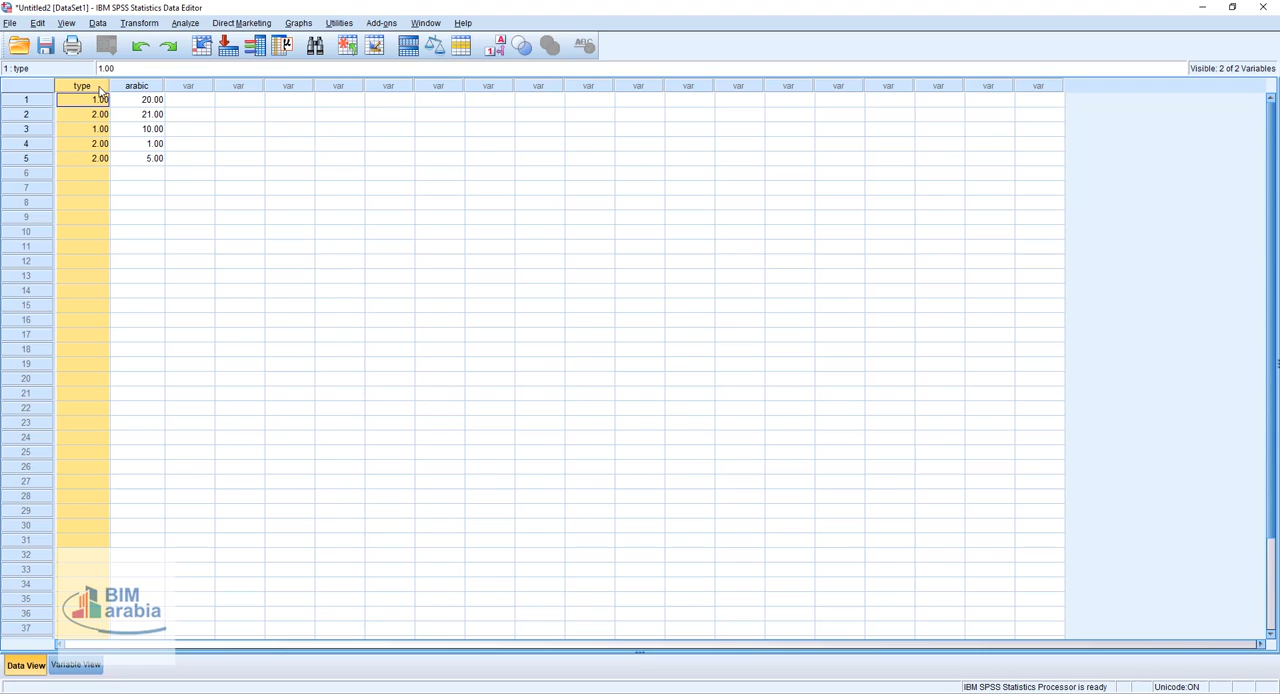 *Untitled2 [DataSet1] - IBM SPSS Statistics Data Editor
File Edit View Data Transform Analyze Direct Marketing Graphs Utilities Add-ons Window Help
1 : type 1.00 Visible: 2 of 2 Variables
type arabic var var var var var var var var var var var var var var var var var var
1 1.00 20.00
2 2.00 21.00
3 1.00 10.00
4 2.00 1.00
5 2.00 5.00
6
7
8
9
10
11
12
13
14
15
16
17
18
19
20
21
22
23
24
25
26
27
28
29
30
31
32
33
34
35
36
37
BIM
arabia
Data View Variable View
IBM SPSS Statistics Processor is ready Unicode:ON